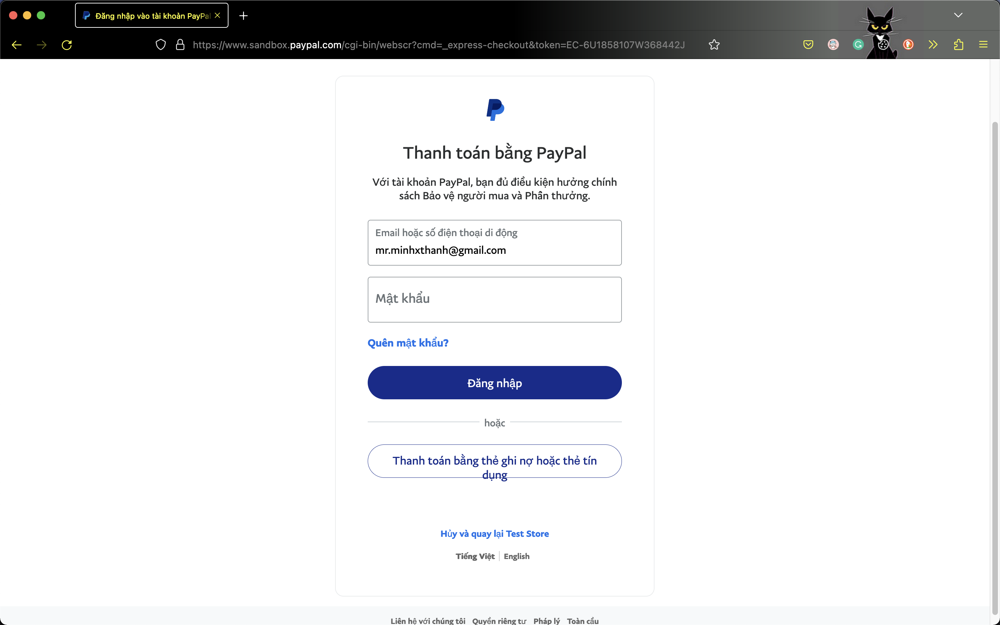 Đăng nhập vào tài khoản PayPal
https://www.sandbox.paypal.com/cgi-bin/webscr?cmd=_express-checkout&token=EC-6U1858107W368442J
Thanh toán bằng PayPal
Với tài khoản PayPal, bạn đủ điều kiện hưởng chính
sách Bảo vệ người mua và Phần thưởng.
Email hoặc số điện thoại di động
mr.minhxthanh@gmail.com
Mật khẩu
Quên mật khẩu?
Đăng nhập
hoặc
Thanh toán bằng thẻ ghi nợ hoặc thẻ tín
dụng
Hủy và quay lại Test Store
Tiếng Việt English
Liên hệ với chúng tôi Quyền riêng tư Pháp lý Toàn cầu